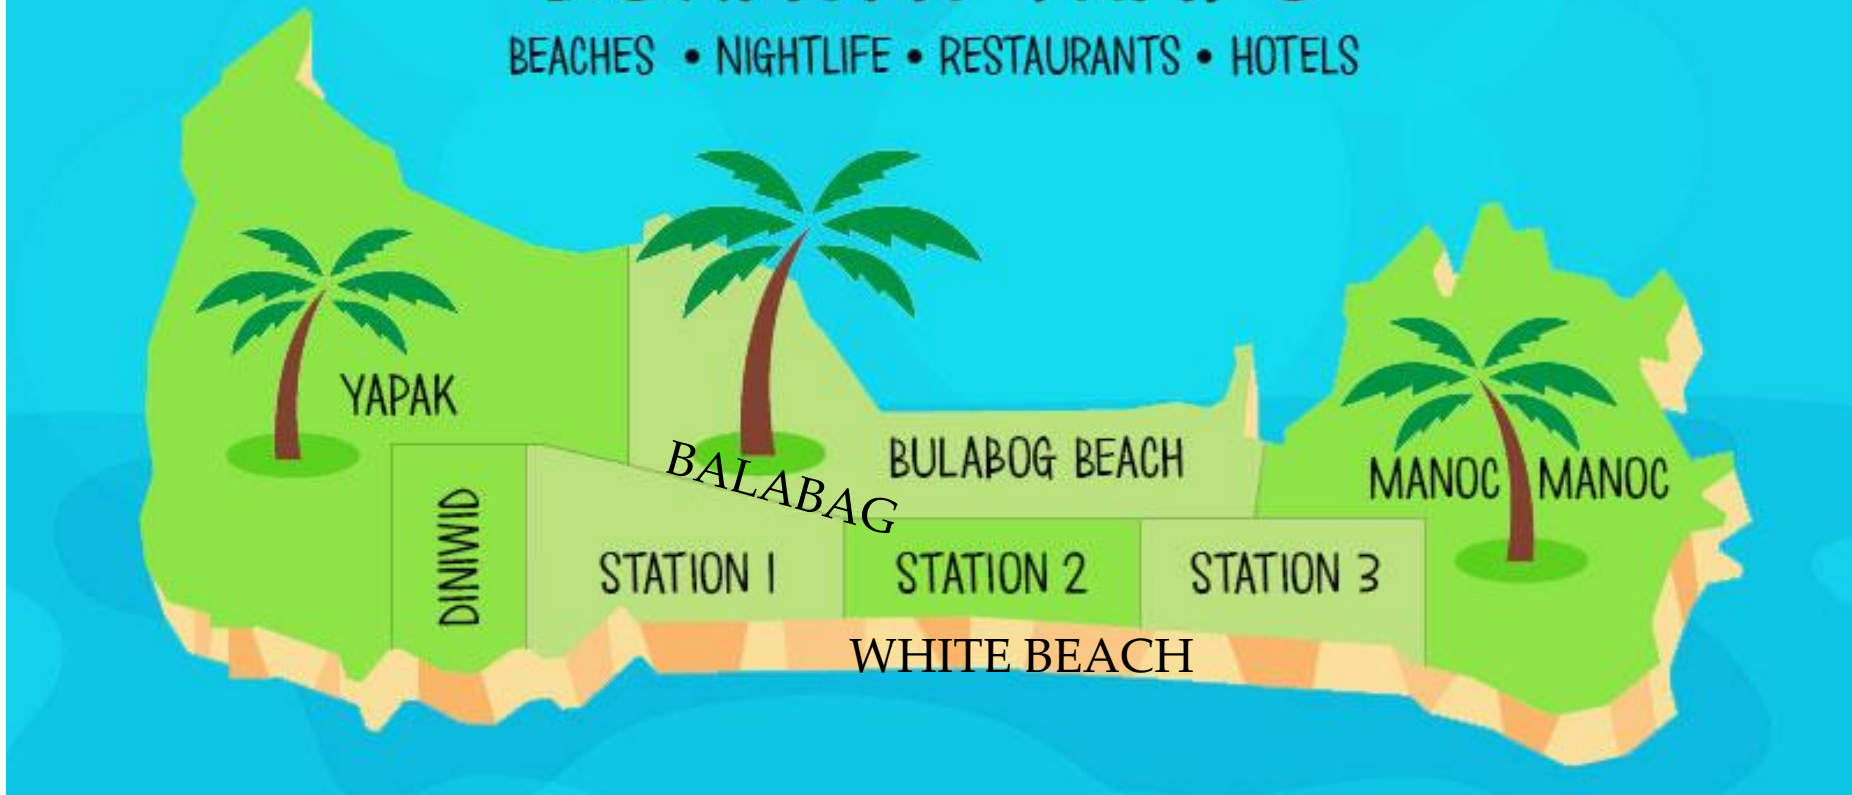 BEACHES • NIGHTLIFE • RESTAURANTS • HOTELS
YAPAK
BALABAG
BULABOG BEACH
MANOC MANOC
DINIWID
STATION 1
STATION 2
STATION 3
WHITE BEACH